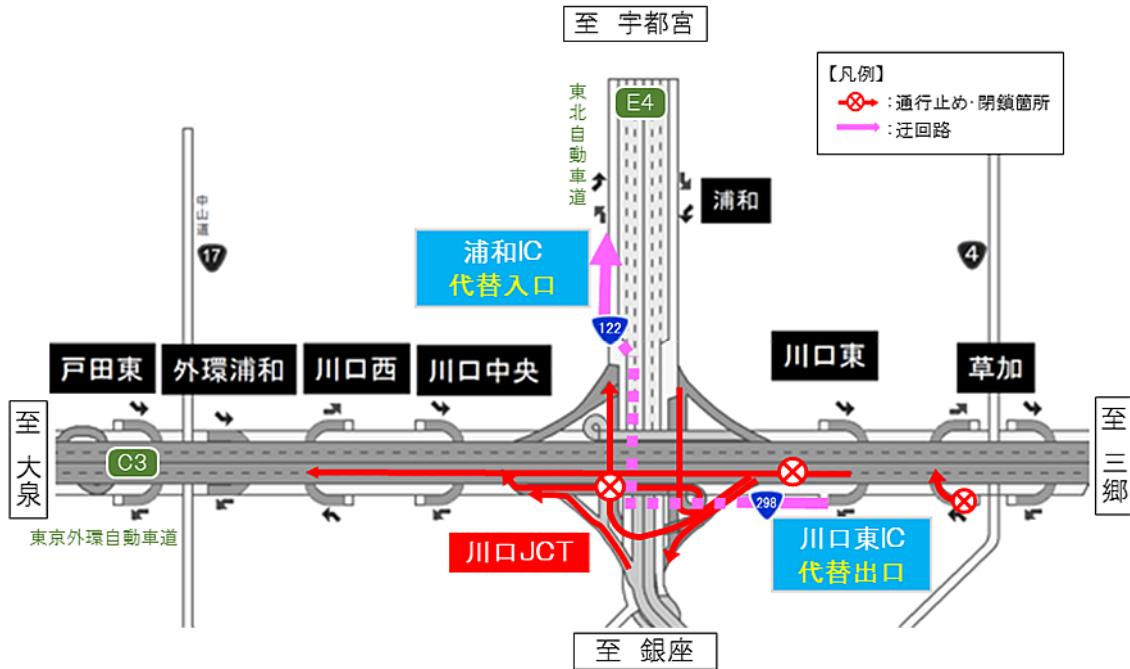 至 宇都宮
【凡例】
:通行止め・閉鎖箇所
:迂回路
東北自動車道
E4
浦和
中山道
17
4
浦和IC
代替入口
122
戸田東
外環浦和
川口西
川口中央
川口東
草加
至 大泉
C3
至 三郷
298
東京外環自動車道
川口JCT
川口東IC
代替出口
至 銀座